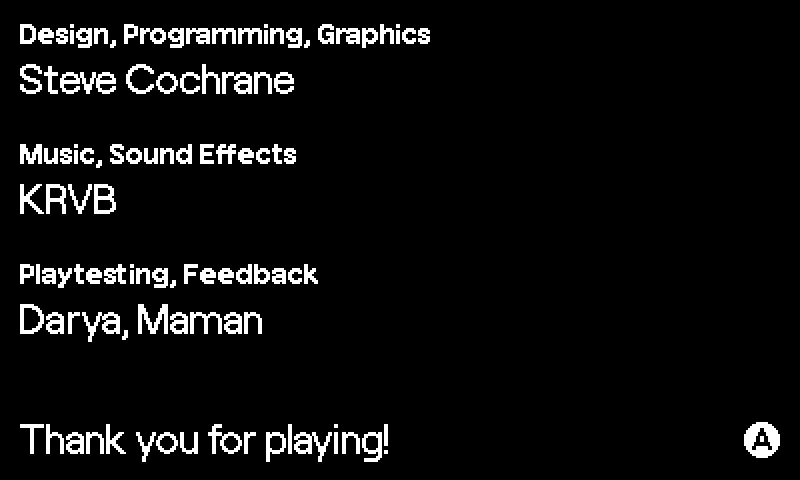 Design, Programming, Graphics
Steve Cochrane
Music, Sound Effects
KRVB
Playtesting, Feedback
Darya, Maman
Thank you for playing!
A